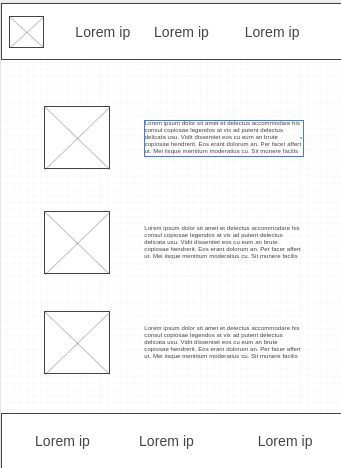 Lorem ip Lorem ip Lorem ip
Lorem ipsum dolor sit amet et delectus accommodare his
consul copiosae legendos at vix ad putent delectus
delicata usu. Vidit dissentiet eos cu eum an brute
copiosae hendrerit. Eos erant dolorum an. Per facer affert
ut. Mei iisque mentitum moderatius cu. Sit munere facilis
Lorem ipsum dolor sit amet et delectus accommodare his
consul copiosae legendos at vix ad putent delectus
delicata usu. Vidit dissentiet eos cu eum an brute
copiosae hendrerit. Eos erant dolorum an. Per facer affert
ut. Mei iisque mentitum moderatius cu. Sit munere facilis
Lorem ipsum dolor sit amet et delectus accommodare his
consul copiosae legendos at vix ad putent delectus
delicata usu. Vidit dissentiet eos cu eum an brute
copiosae hendrerit. Eos erant dolorum an. Per facer affert
ut. Mei iisque mentitum moderatius cu. Sit munere facilis
Lorem ip Lorem ip Lorem ip